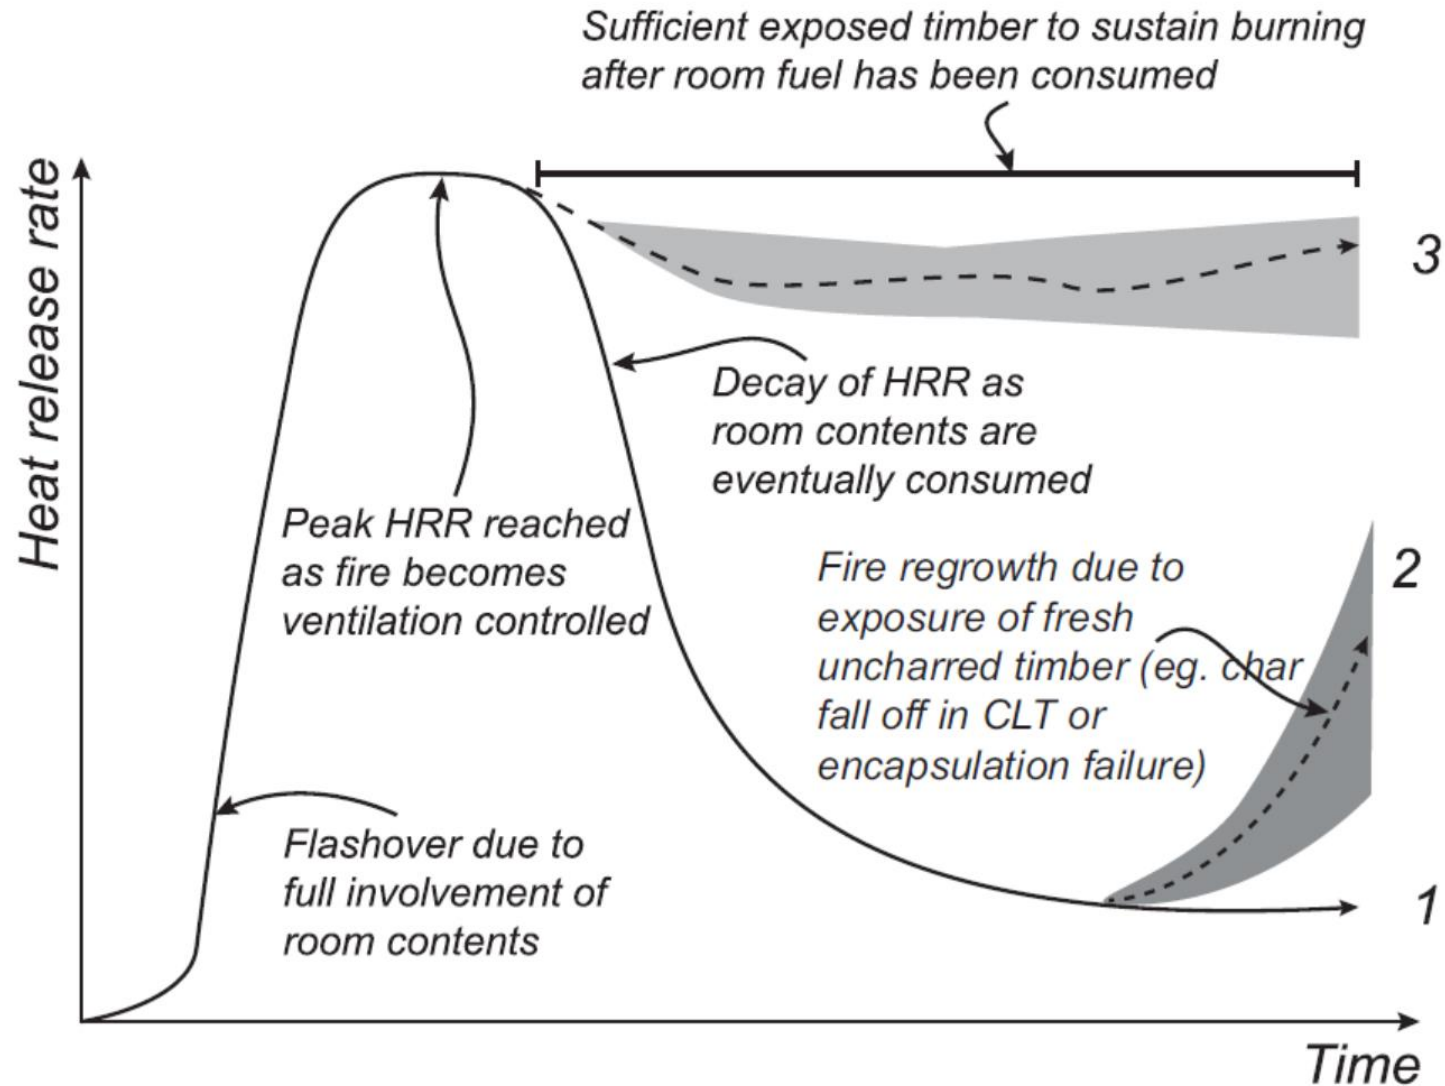 Sufficient exposed timber to sustain burning
after room fuel has been consumed
Heat release rate
3
Decay of HRR as
room contents are
eventually consumed
Peak HRR reached
as fire becomes
ventilation controlled
Fire regrowth due to
exposure of fresh
uncharred timber (eg. char
fall off in CLT or
encapsulation failure)
2
Flashover due to
full involvement of
room contents
1
Time